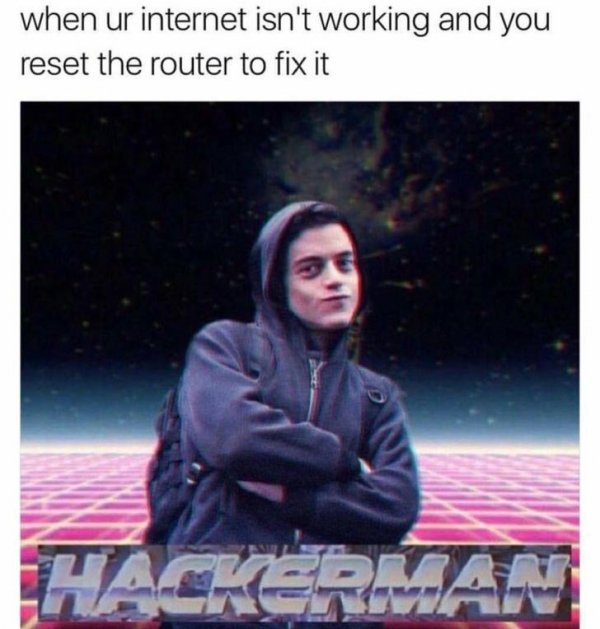 when ur internet isn't working and you
reset the router to fix it
HACKERMAN